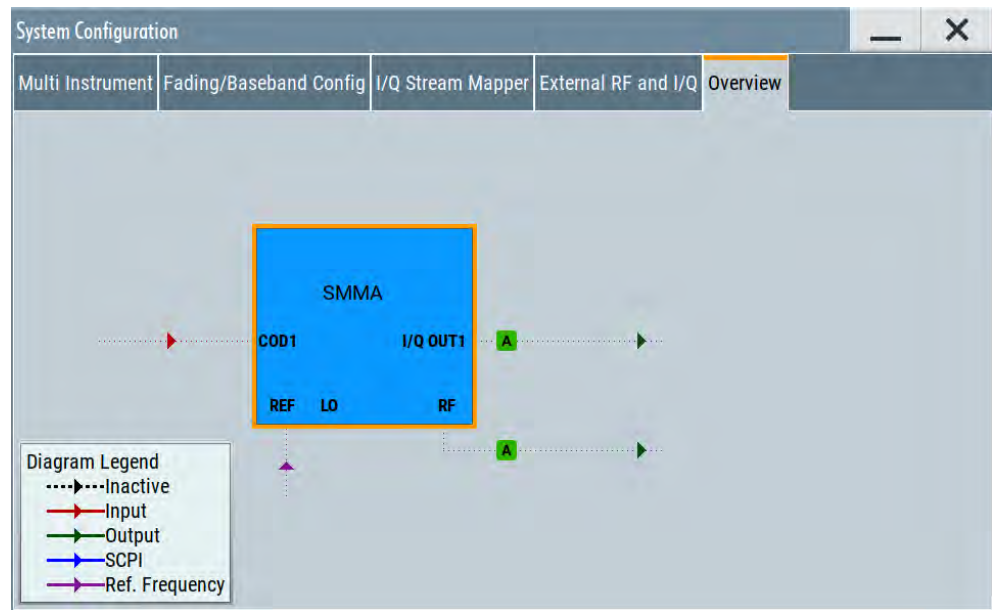 System Configuration
Multi Instrument Fading/Baseband Config I/Q Stream Mapper External RF and I/Q Overview
SMMA
COD1 I/Q OUT1 A
REF LO RF
A
Diagram Legend
Inactive
Input
Output
SCPI
Ref. Frequency